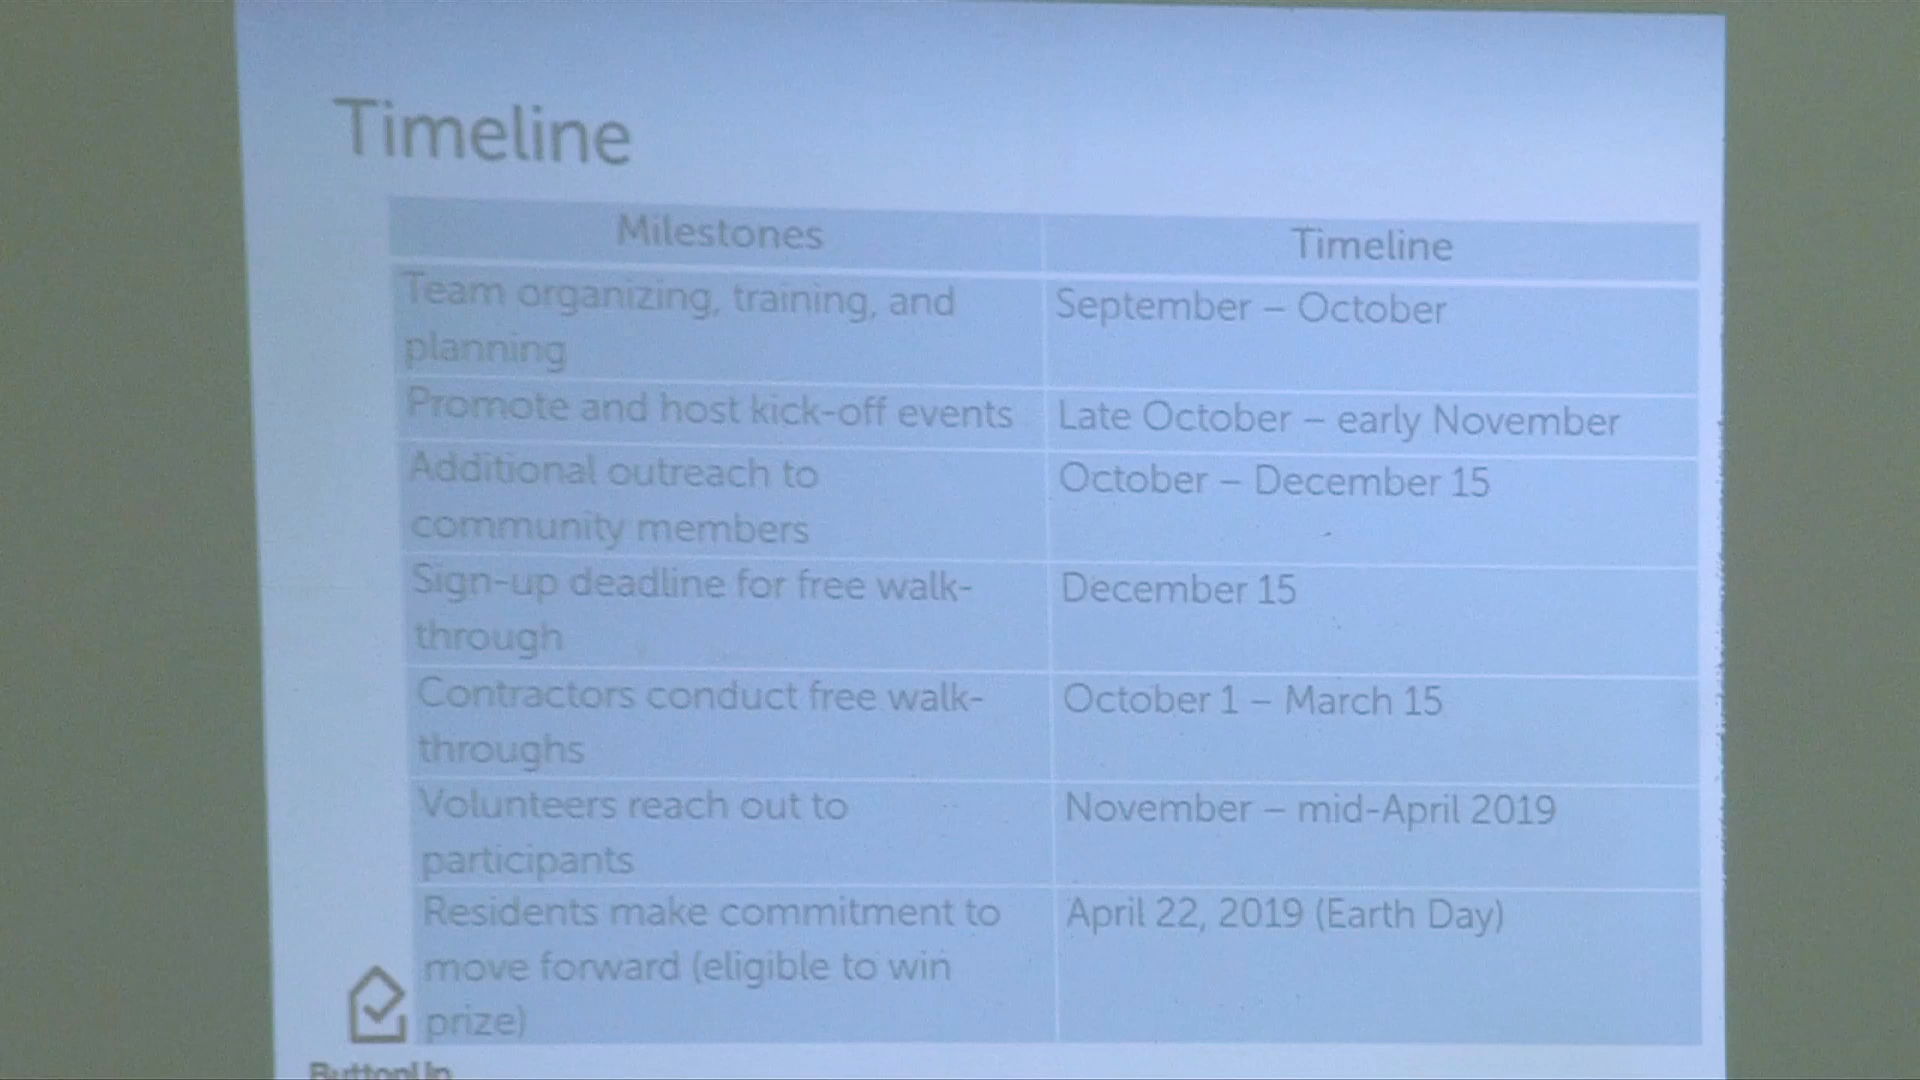 Timeline
Milestones
Timeline
Team organizing, training, and
planning
September – October
Promote and host kick-off events
Late October – early November
Additional outreach to
community members
October – December 15
Sign-up deadline for free walk-
through
December 15
Contractors conduct free walk-
throughs
October 1 – March 15
Volunteers reach out to
participants
November – mid-April 2019
Residents make commitment to
move forward (eligible to win
prize)
April 22, 2019 (Earth Day)
ButtonUp